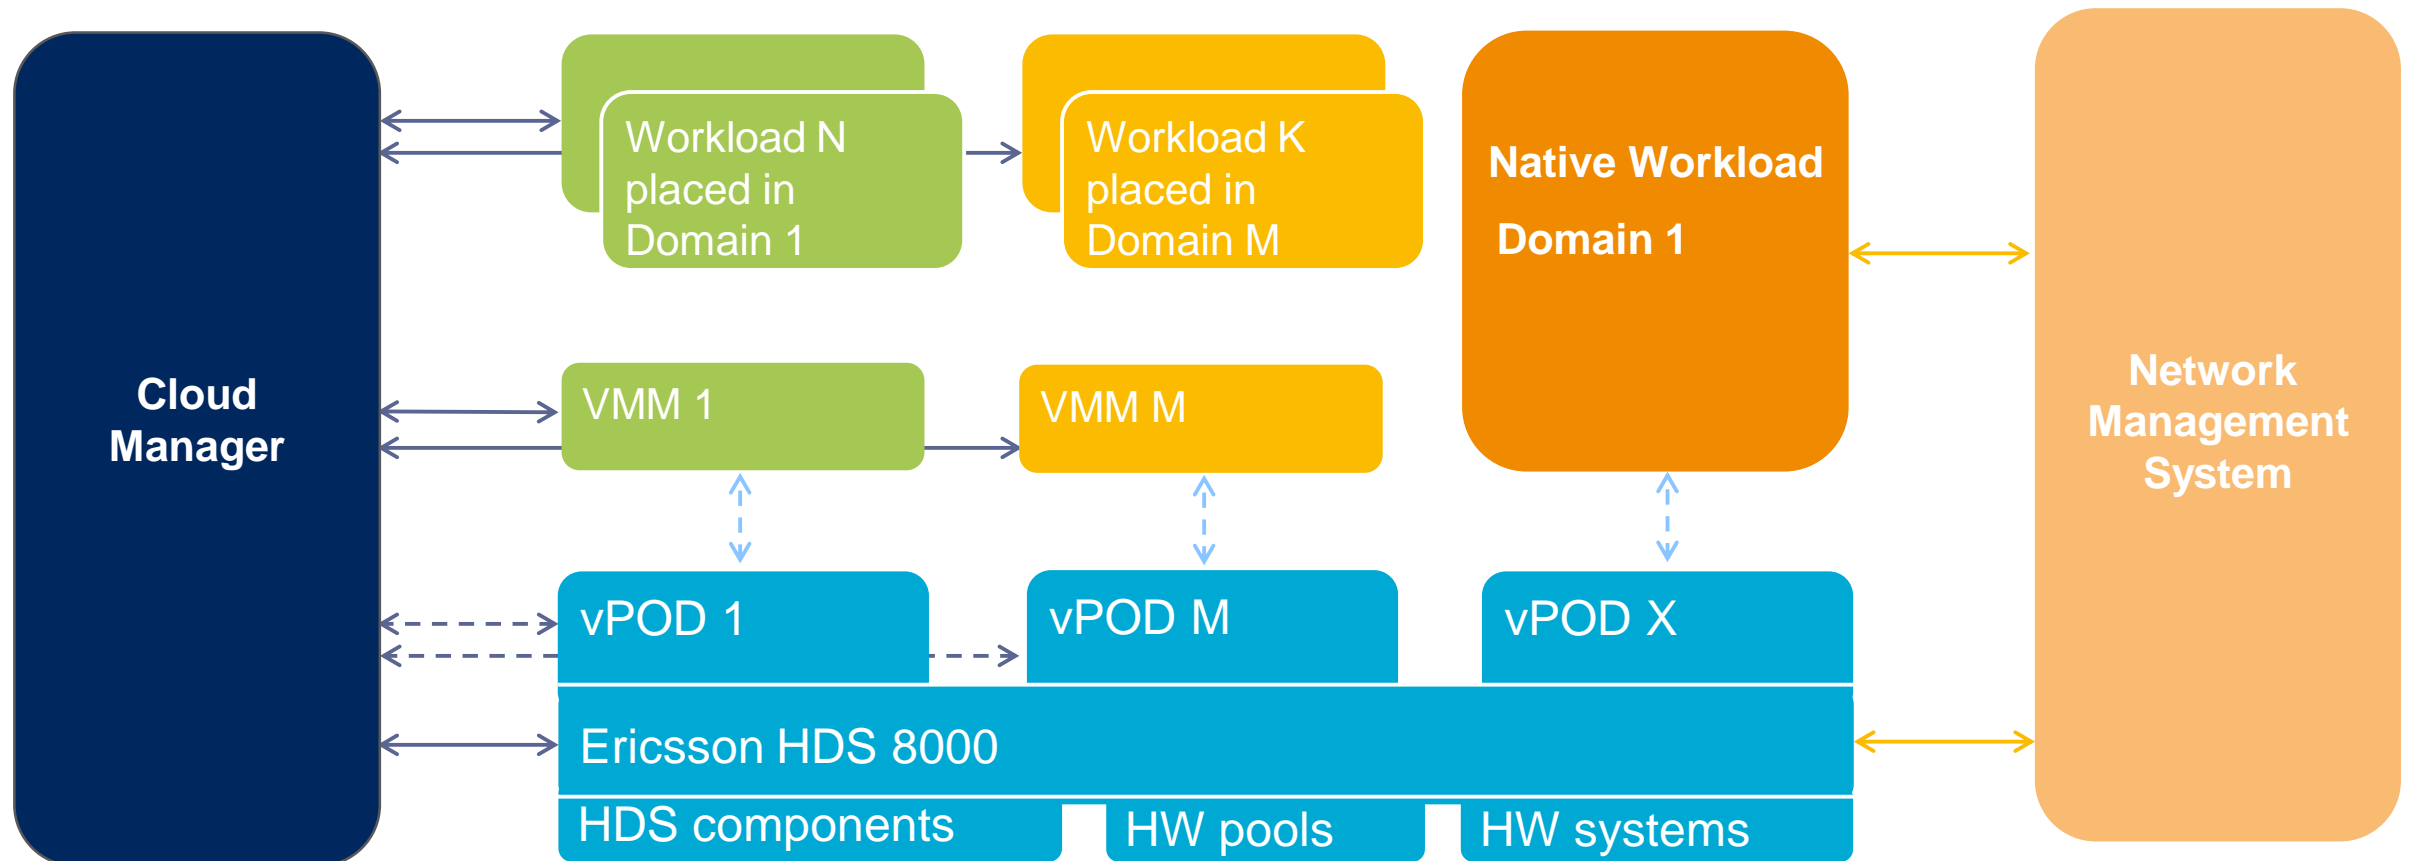 Cloud
Manager
Workload N
placed in
Domain 1
Workload K
placed in
Domain M
Native Workload
Domain 1
Network
Management
System
VMM 1
VMM M
vPOD 1
vPOD M
vPOD X
Ericsson HDS 8000
HDS components
HW pools
HW systems